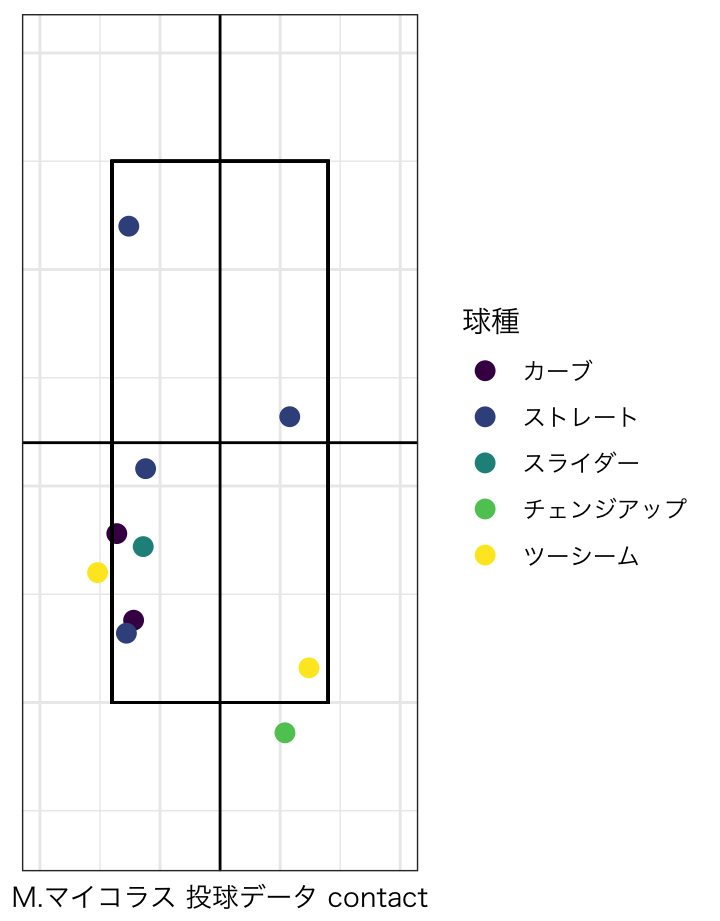 球種
カーブ
ストレート
スライダー
チェンジアップ
ツーシーム
M.マイコラス 投球データ contact